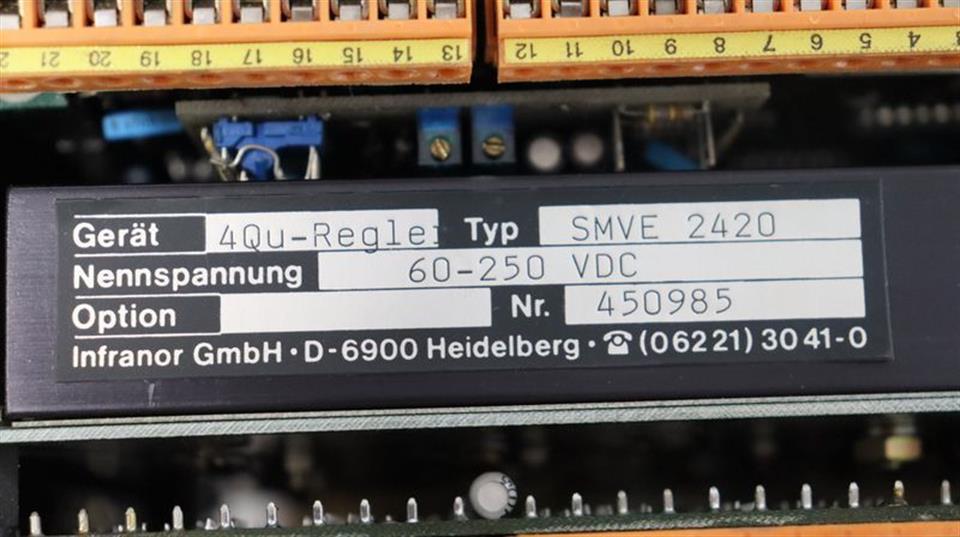 22 21 20 19 18 17 16 15 14 13 12 11 10 9 8 7 6 5 4 3
Gerät 4Qu-Regler Typ SMVE 2420
Nennspannung 60-250 VDC
Option Nr. 450985
Infranor GmbH · D-6900 Heidelberg · ☎ (06221) 3041-0